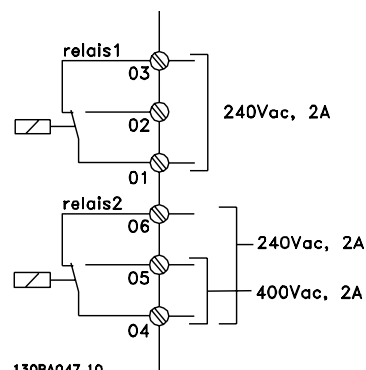 relais1
03
02
240Vac, 2A
01
relais2
06
240Vac, 2A
05
400Vac, 2A
04
130BA047.10